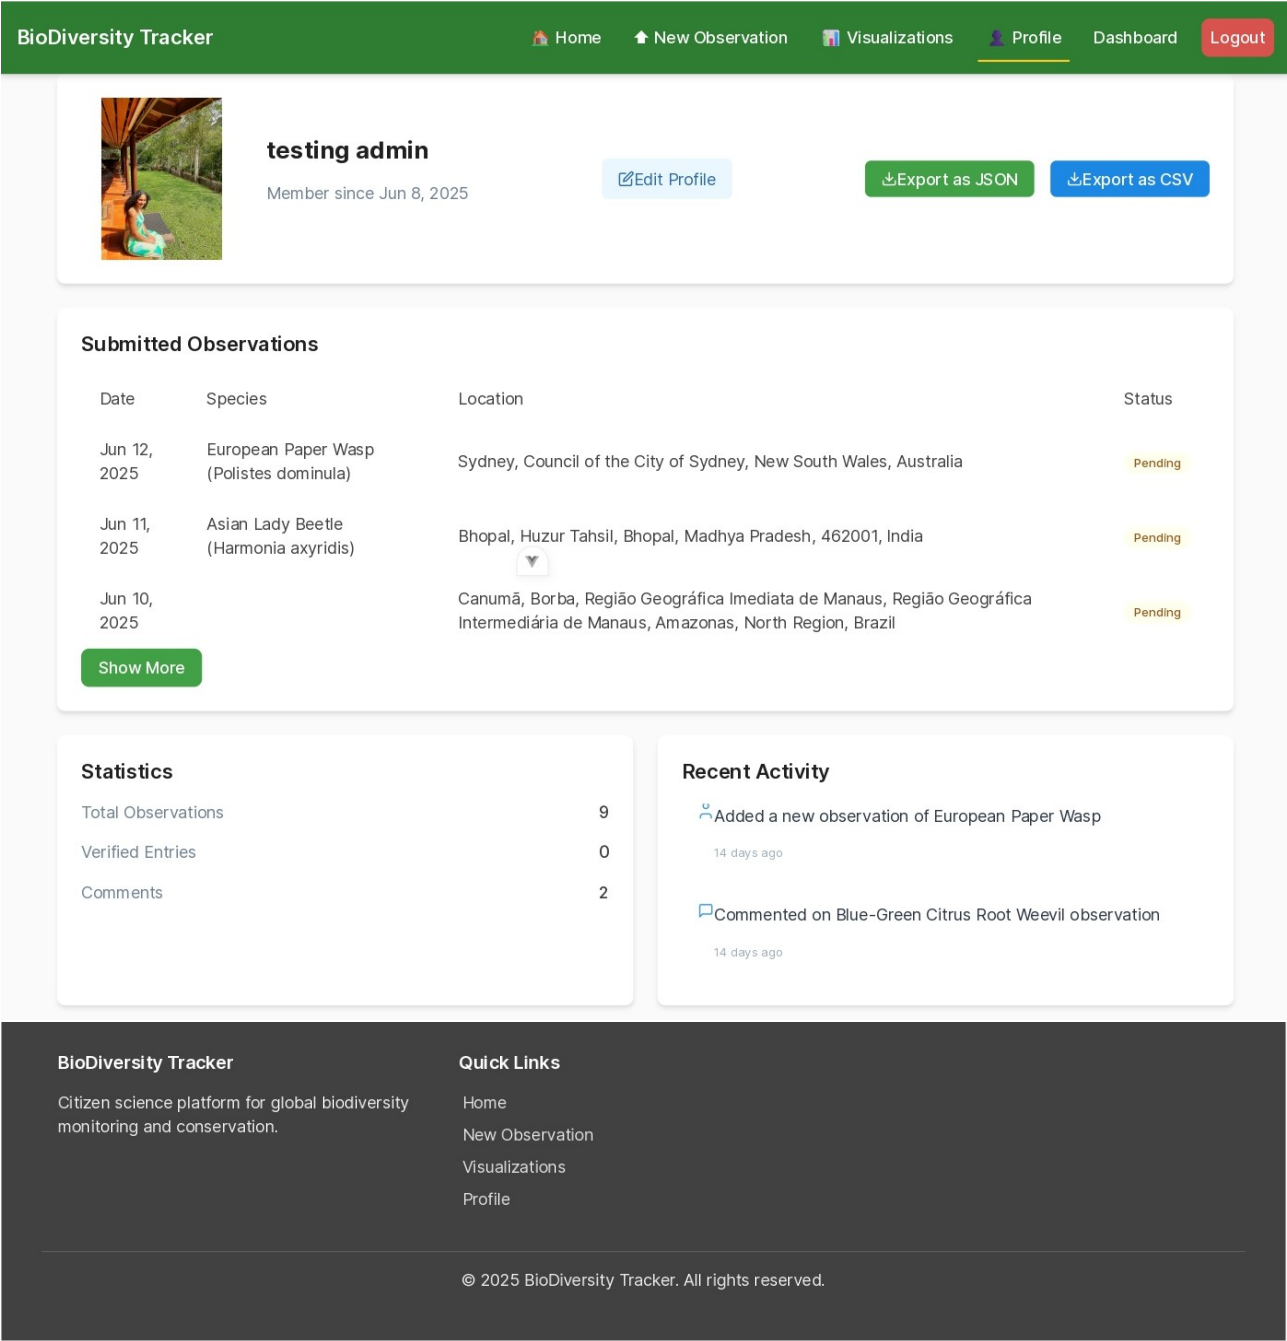 BioDiversity Tracker
Home
New Observation
Visualizations
Profile
Dashboard
Logout
testing admin
Member since Jun 8, 2025
Edit Profile
Export as JSON
Export as CSV
Submitted Observations
Date
Species
Location
Status
Jun 12,
2025
European Paper Wasp
(Polistes dominula)
Sydney, Council of the City of Sydney, New South Wales, Australia
Pending
Jun 11,
2025
Asian Lady Beetle
(Harmonia axyridis)
Bhopal, Huzur Tahsil, Bhopal, Madhya Pradesh, 462001, India
Pending
Jun 10,
2025
Canumã, Borba, Região Geográfica Imediata de Manaus, Região Geográfica
Intermediária de Manaus, Amazonas, North Region, Brazil
Pending
Show More
Statistics
Total Observations 9
Verified Entries 0
Comments 2
Recent Activity
Added a new observation of European Paper Wasp
14 days ago
Commented on Blue-Green Citrus Root Weevil observation
14 days ago
BioDiversity Tracker
Citizen science platform for global biodiversity
monitoring and conservation.
Quick Links
Home
New Observation
Visualizations
Profile
© 2025 BioDiversity Tracker. All rights reserved.